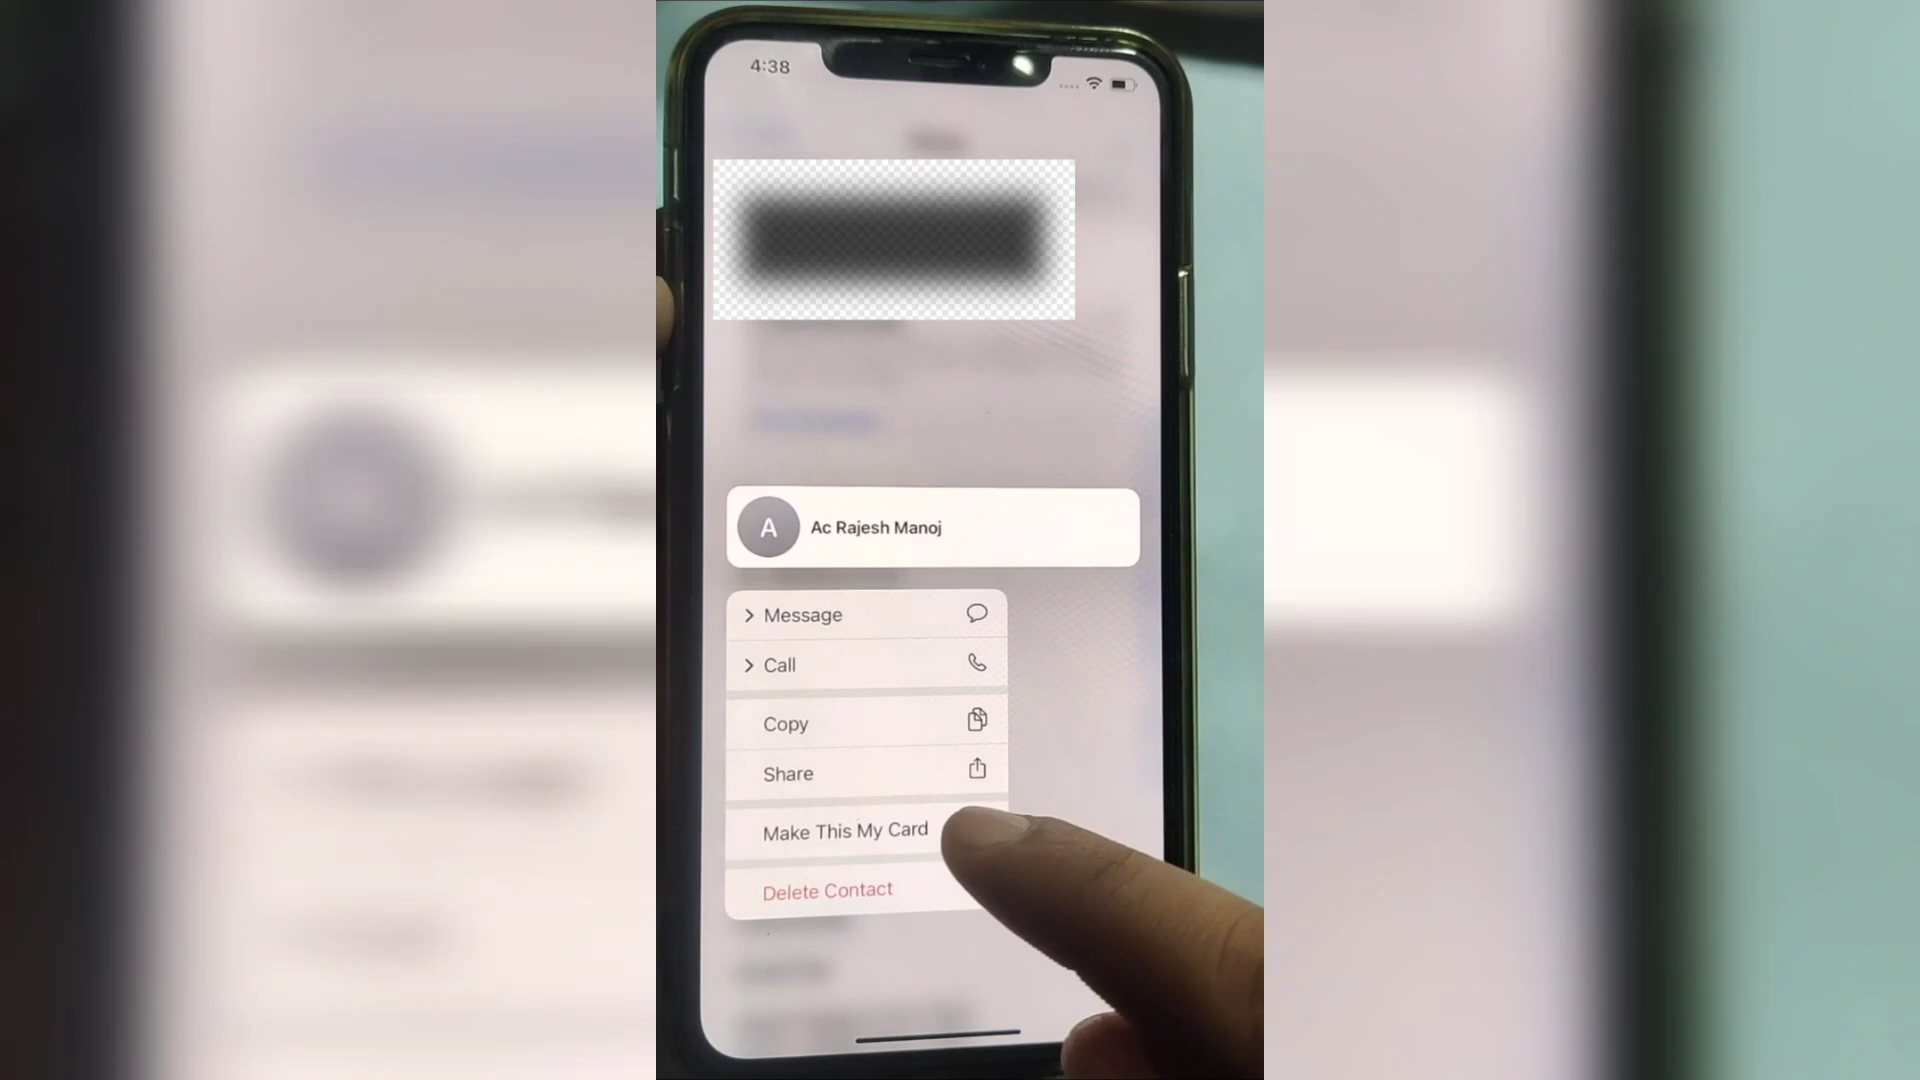 4:38
A
Ac Rajesh Manoj
Message
Call
Copy
Share
Make This My Card
Delete Contact